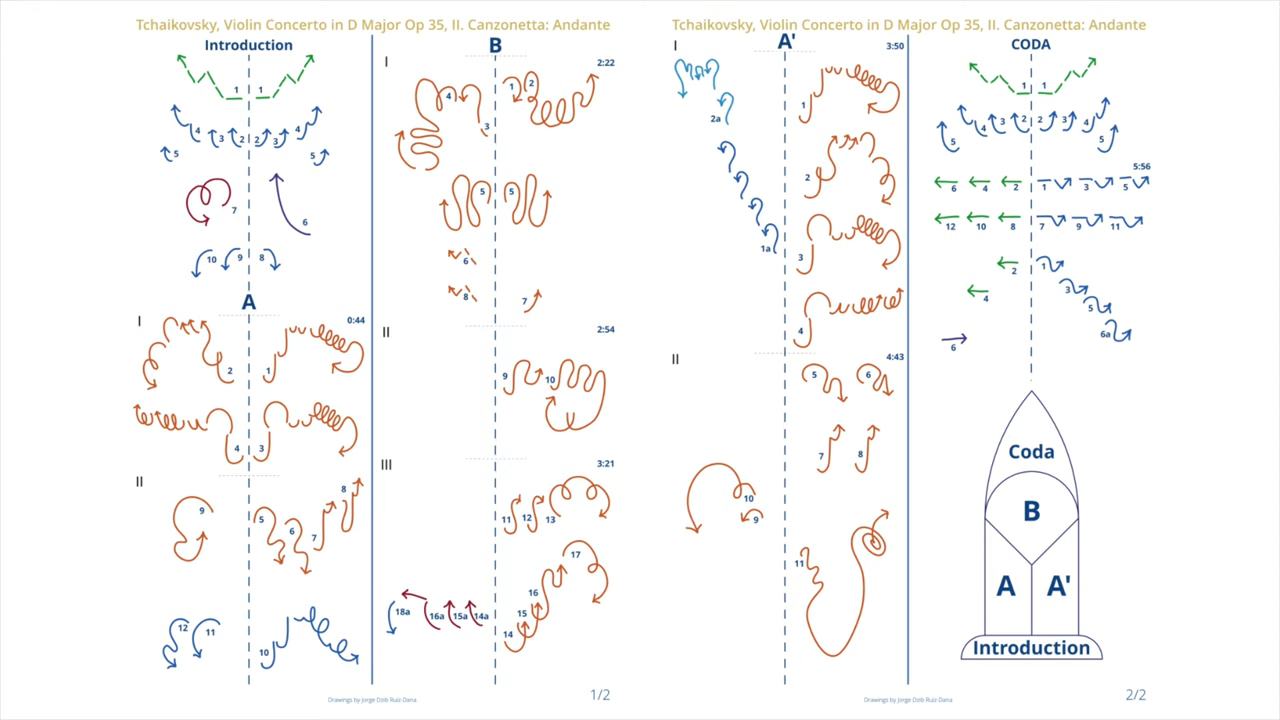 Tchaikovsky, Violin Concerto in D Major Op 35, II. Canzonetta: Andante
Introduction
1 1
4 3 2 2 3 4
5 5
7
6
10 9 8
A
I
0:44
2 1
4 3
II
9
5 6 7 8
12 11
10
B
I
2:22
4 3 1 2
5 5
6
8 7
II
2:54
9 10
III
3:21
11 12 13
17
16
15
14
18a 16a 15a 14a
Drawings by Jorge Dzib Ruiz-Dana
1/2
Tchaikovsky, Violin Concerto in D Major Op 35, II. Canzonetta: Andante
I
A'
3:50
2a
1
2
1a
3
4
II
4:43
5 6
7 8
10
9
11
Drawings by Jorge Dzib Ruiz-Dana
CODA
1 1
4 3 2 2 3 4
5 5
5:56
6 4 2 1 3 5
12 10 8 7 9 11
2 1
4 3
5
6 6a
Coda
B
A A'
Introduction
2/2